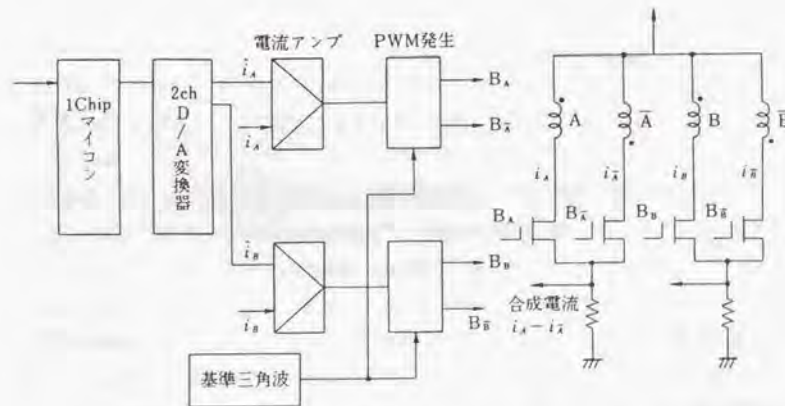 電流アンプ
PWM発生
1Chip
マイコン
2ch
D/A変換器
i_A
i_A
B_A
B_Ā
i_B
i_B
B_B
B_B̄
基準三角波
A
Ā
B
B̄
i_A
i_Ā
i_B
i_B̄
B_A
B_Ā
B_B
B_B̄
合成電流
i_A − i_Ā